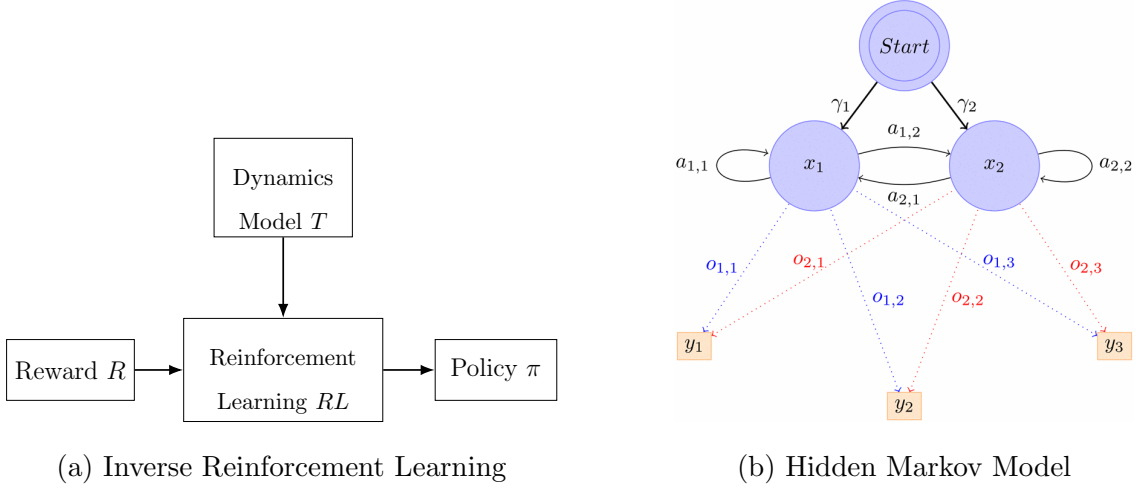 Dynamics
Model T
Reward R
Reinforcement
Learning RL
Policy π
(a) Inverse Reinforcement Learning
Start
γ₁
γ₂
a₁,₂
a₁,₁
x₁
x₂
a₂,₂
a₂,₁
o₁,₁
o₂,₁
o₁,₃
o₂,₃
o₁,₂
o₂,₂
y₁
y₃
y₂
(b) Hidden Markov Model